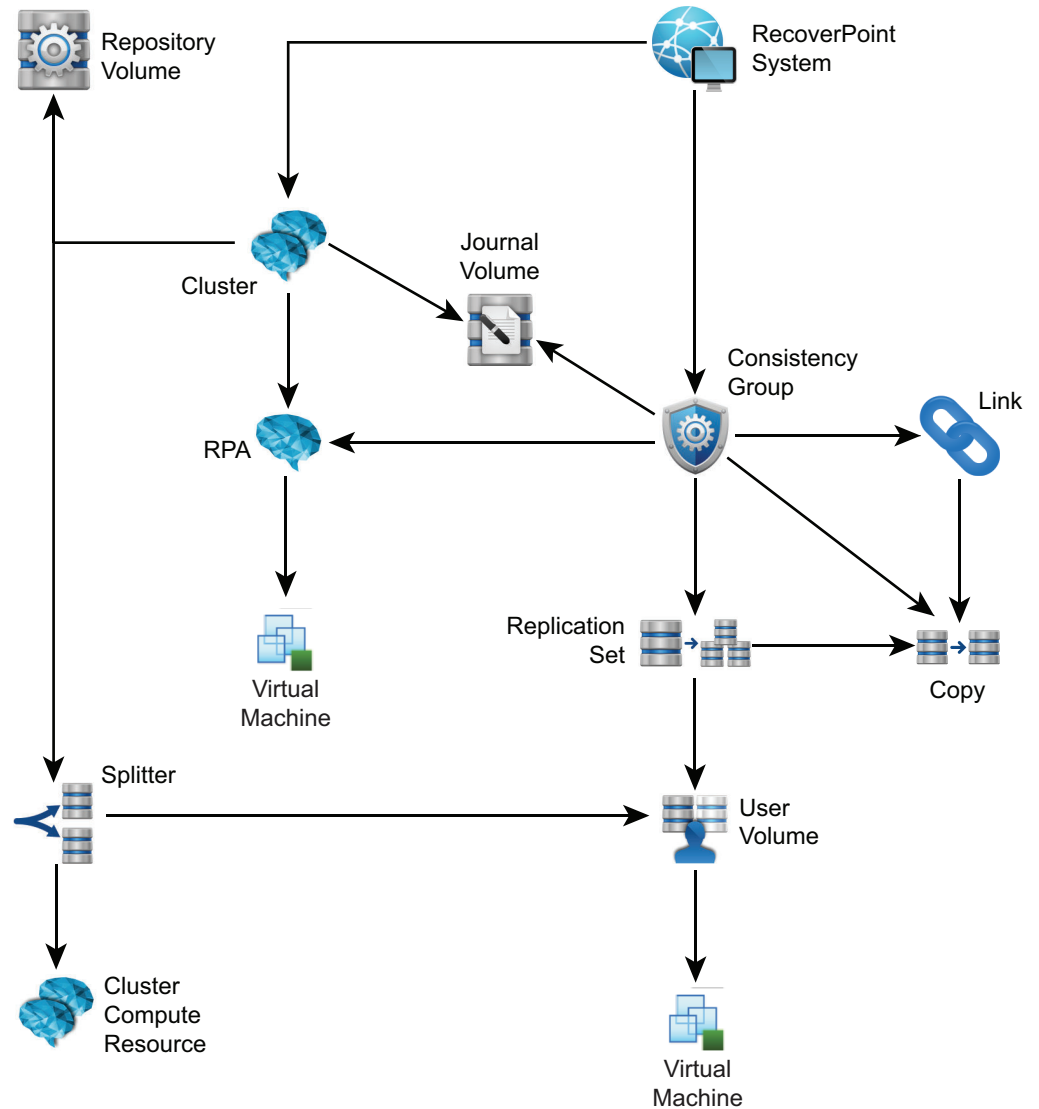 Repository
Volume
RecoverPoint
System
Journal
Volume
Cluster
Consistency
Group
Link
RPA
Replication
Set
Virtual
Machine
Copy
Splitter
User
Volume
Cluster
Compute
Resource
Virtual
Machine